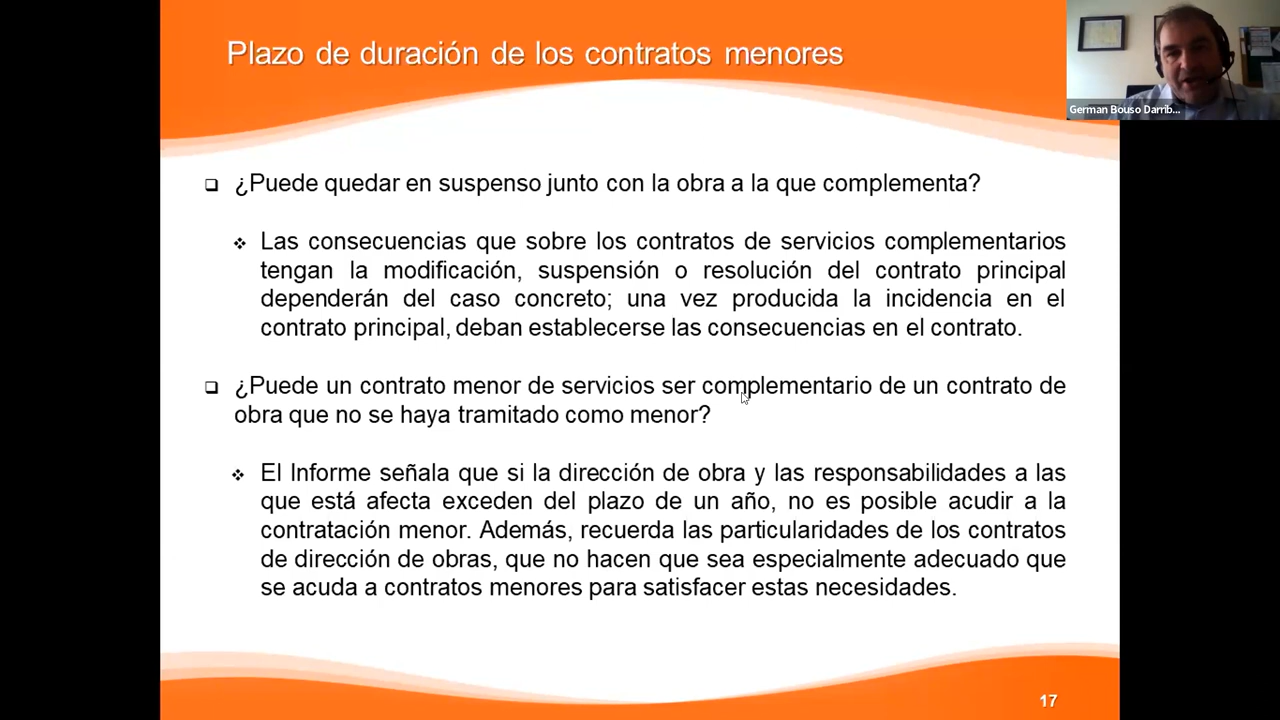 Plazo de duración de los contratos menores
German Bouso Darrib...
¿Puede quedar en suspenso junto con la obra a la que complementa?
Las consecuencias que sobre los contratos de servicios complementarios
tengan la modificación, suspensión o resolución del contrato principal
dependerán del caso concreto; una vez producida la incidencia en el
contrato principal, deban establecerse las consecuencias en el contrato.
¿Puede un contrato menor de servicios ser complementario de un contrato de
obra que no se haya tramitado como menor?
El Informe señala que si la dirección de obra y las responsabilidades a las
que está afecta exceden del plazo de un año, no es posible acudir a la
contratación menor. Además, recuerda las particularidades de los contratos
de dirección de obras, que no hacen que sea especialmente adecuado que
se acuda a contratos menores para satisfacer estas necesidades.
17